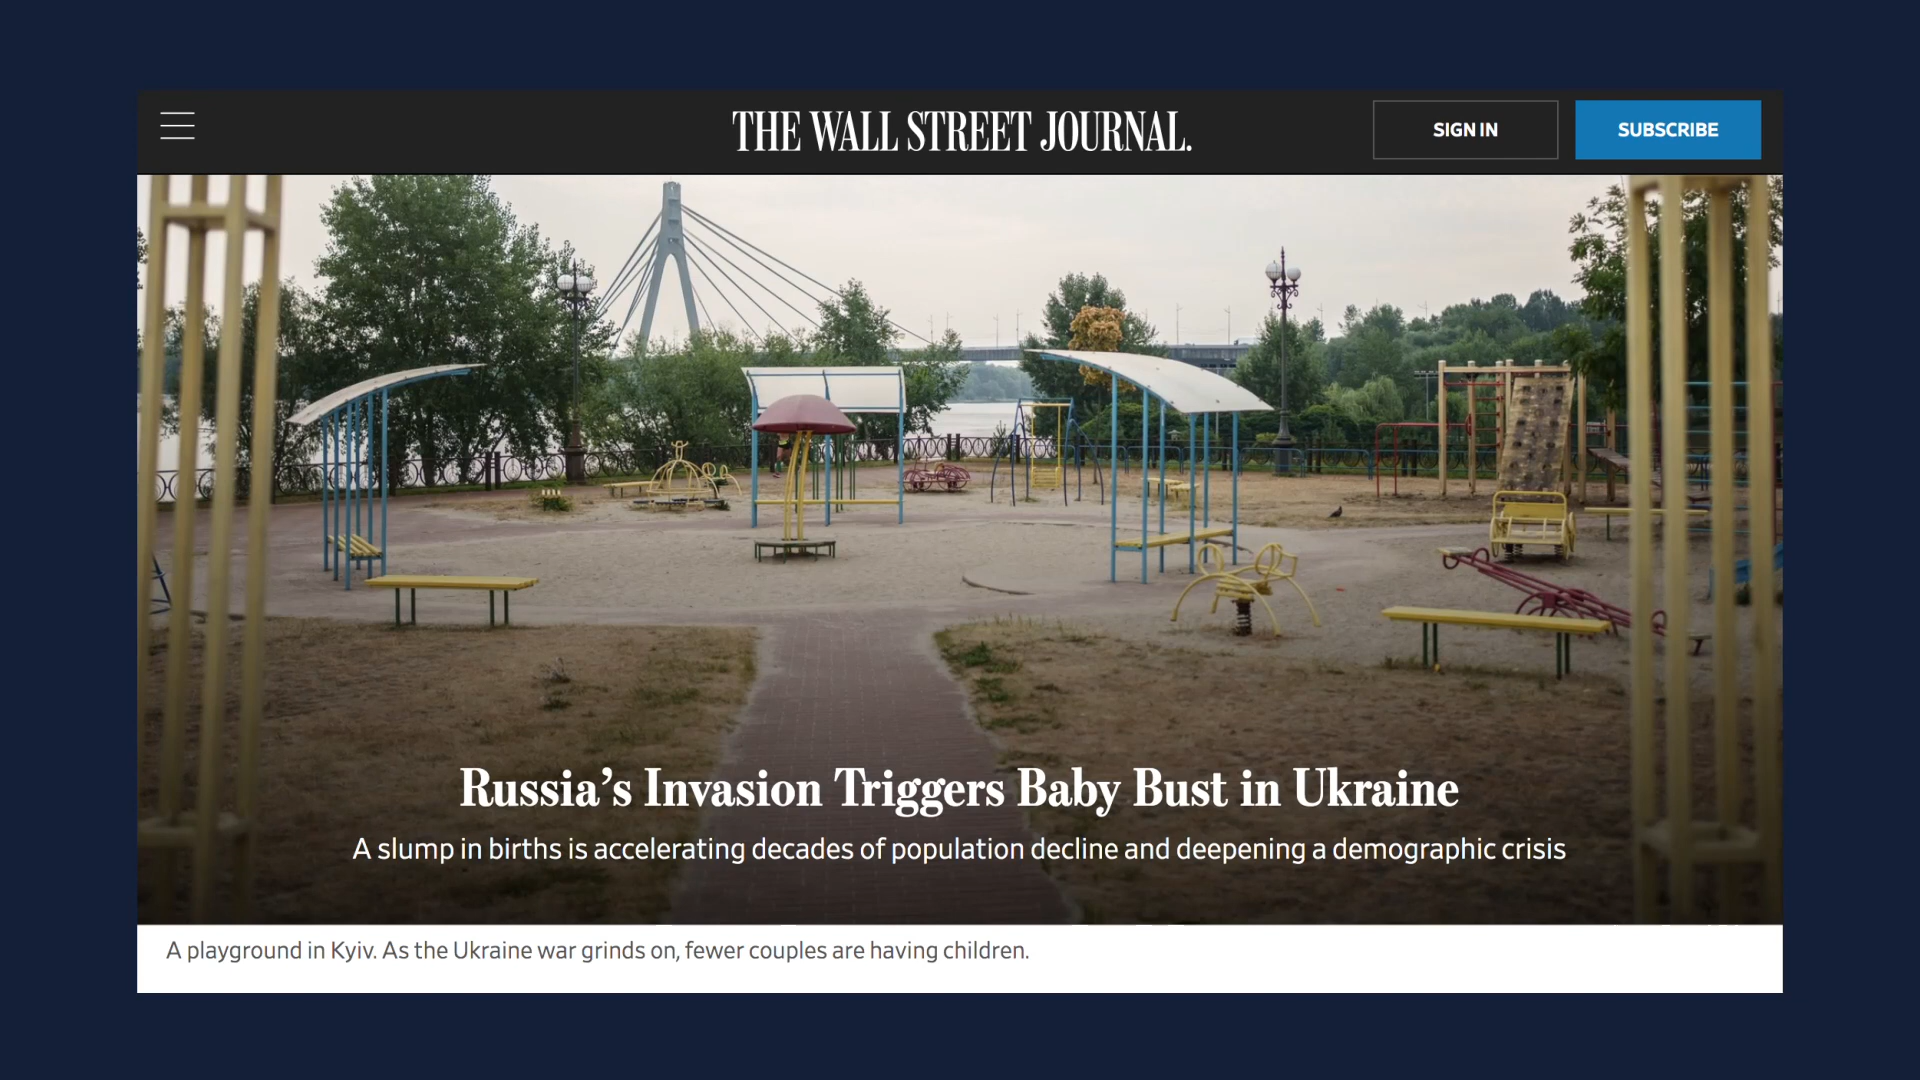 THE WALL STREET JOURNAL.
SIGN IN
SUBSCRIBE
Russia’s Invasion Triggers Baby Bust in Ukraine
A slump in births is accelerating decades of population decline and deepening a demographic crisis
A playground in Kyiv. As the Ukraine war grinds on, fewer couples are having children.